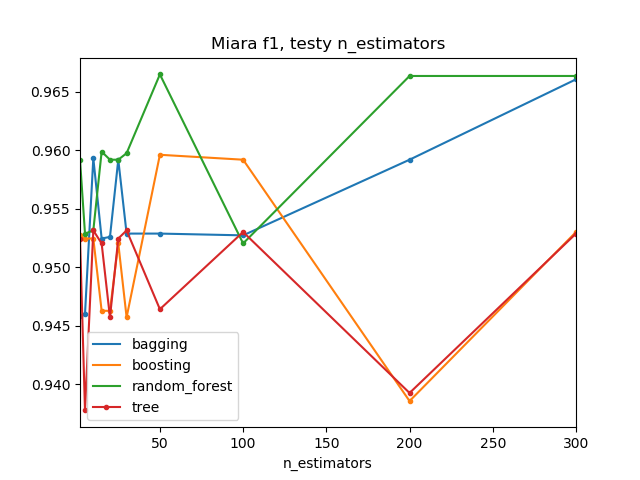 Miara f1, testy n_estimators
0.965
0.960
0.955
0.950
0.945
0.940
bagging
boosting
random_forest
tree
50
100
150
200
250
300
n_estimators